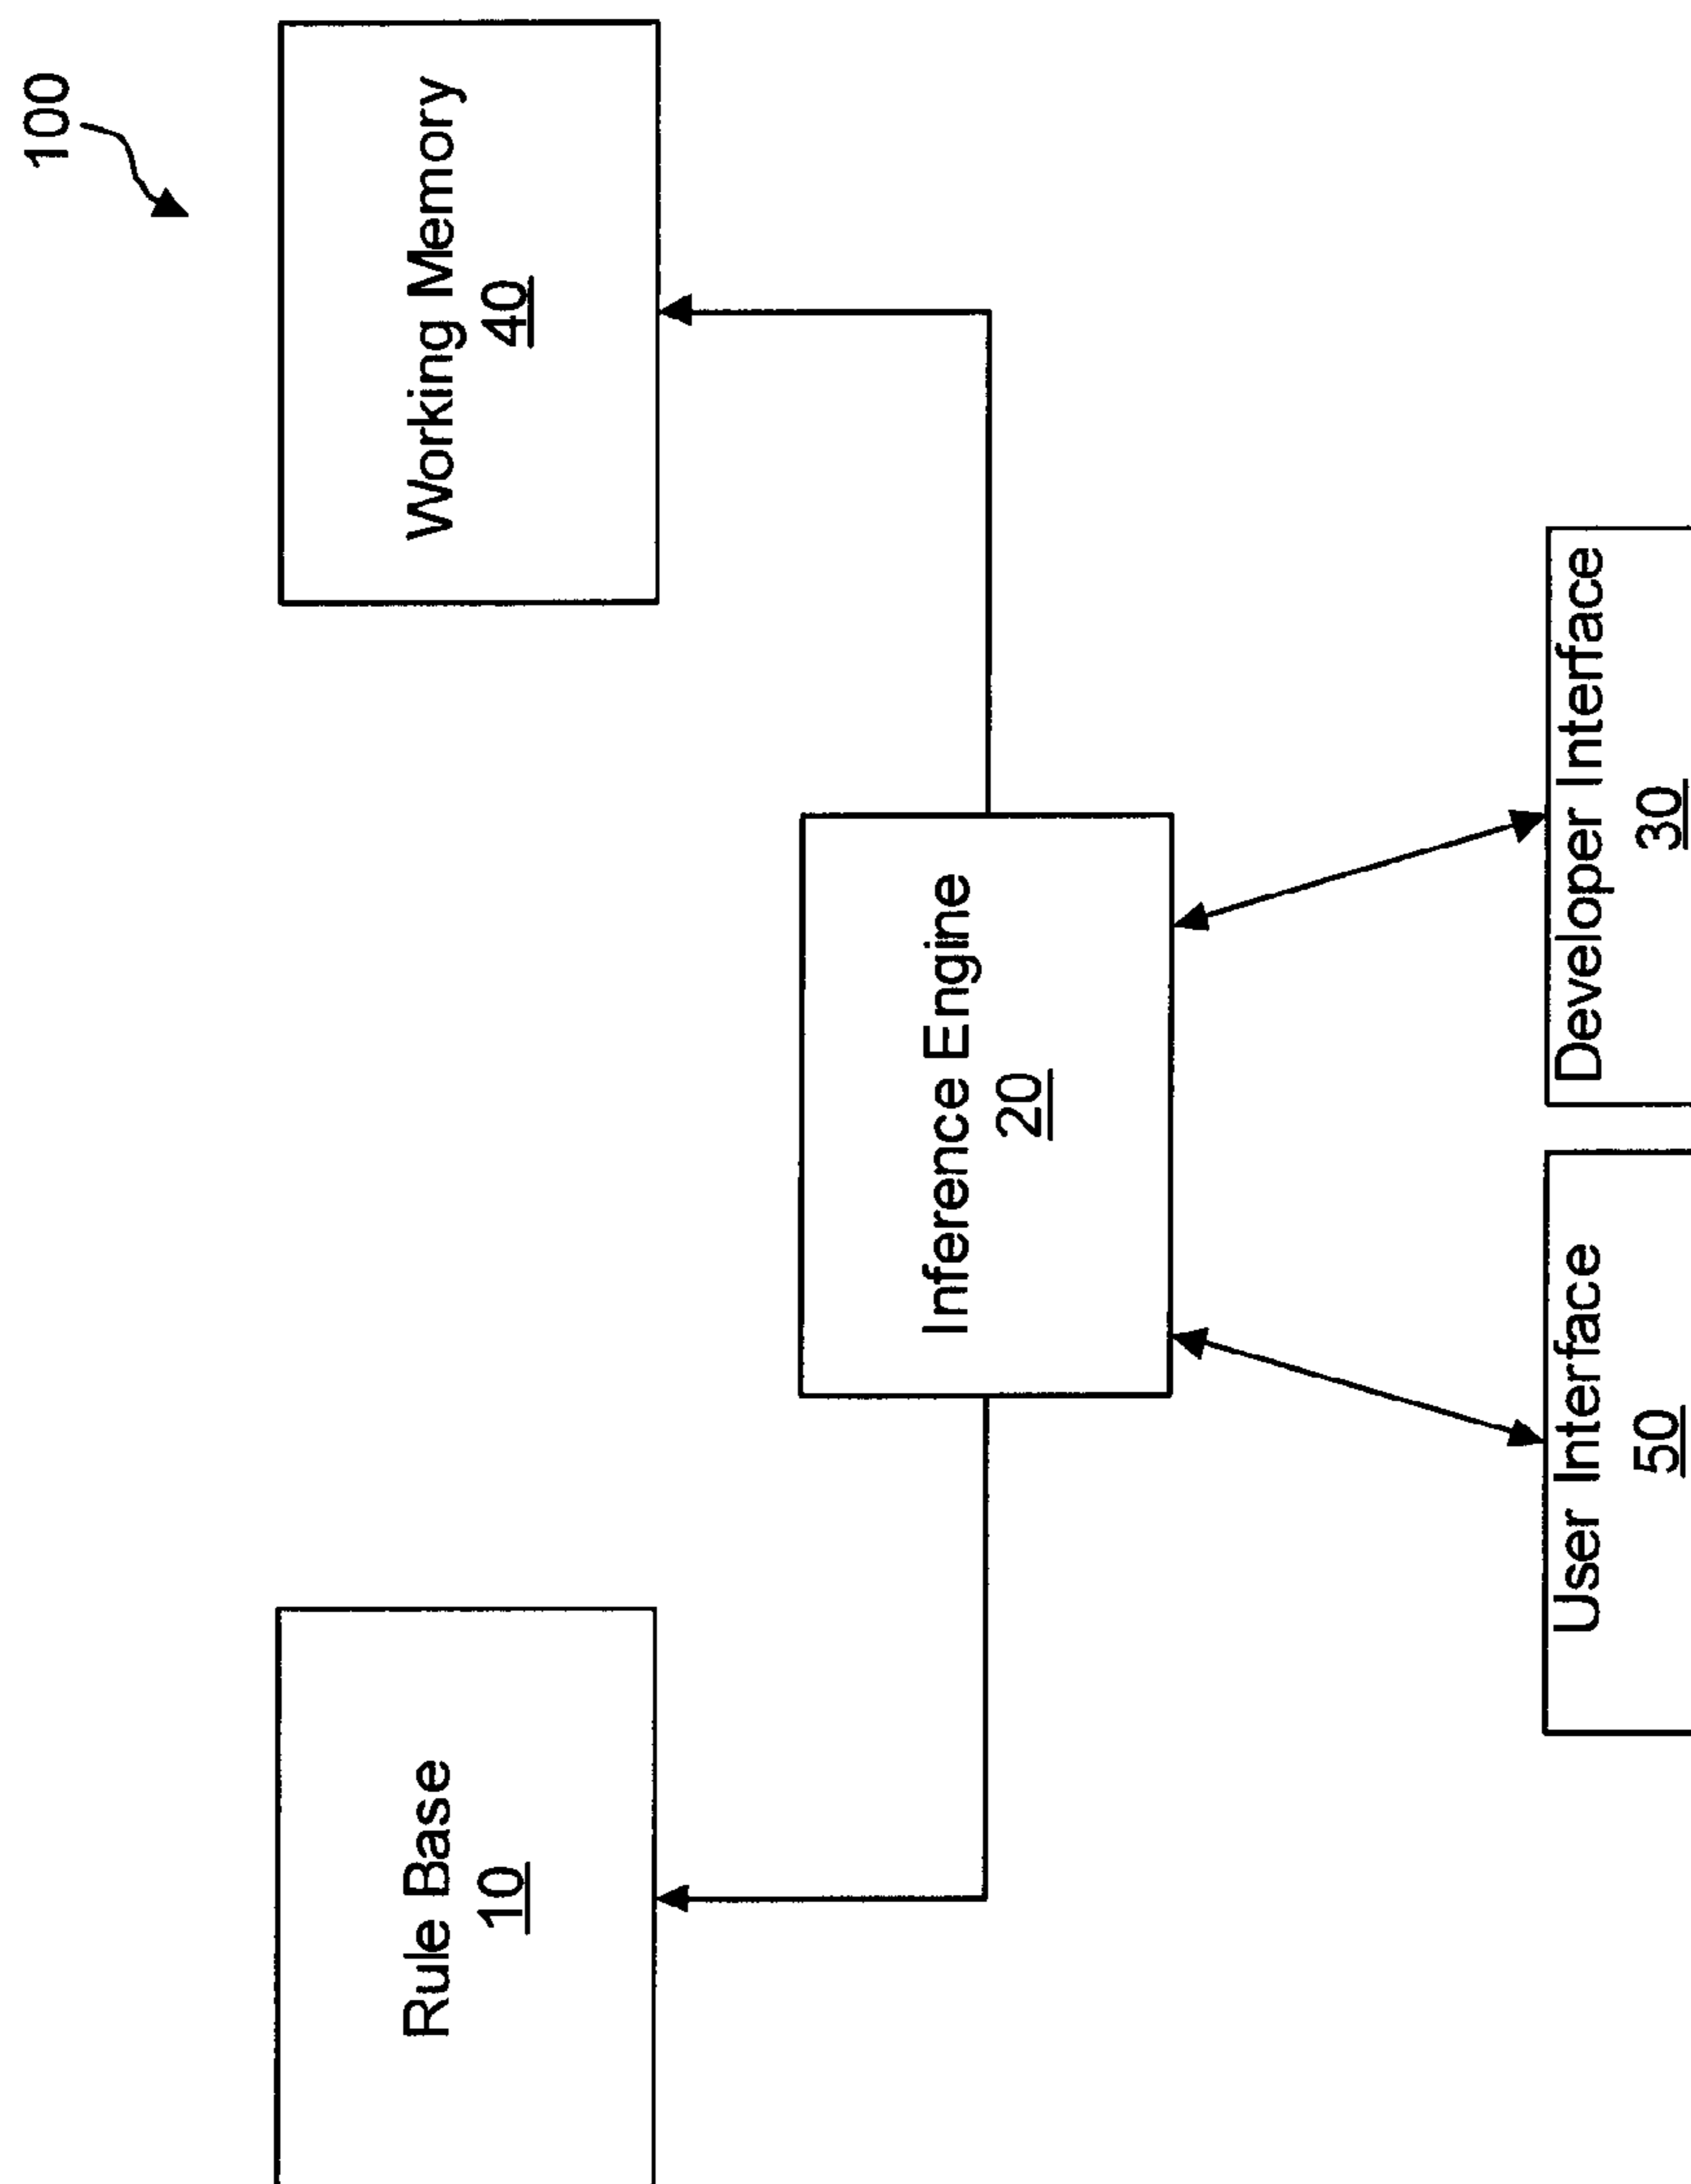 100
Rule Base
10
Working Memory
40
Inference Engine
20
User Interface
50
Developer Interface
30